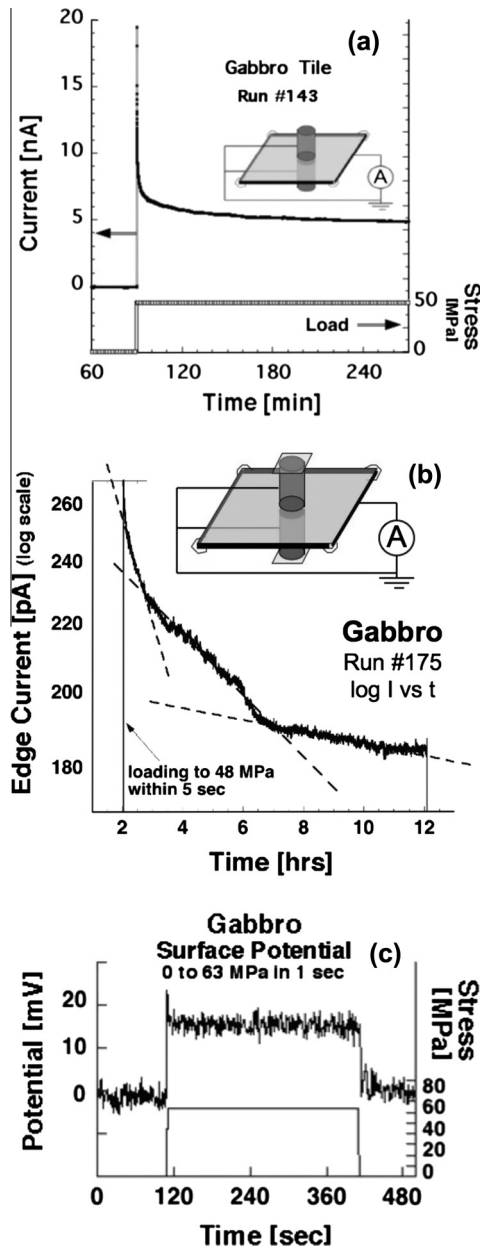 (a)
Gabbro Tile
Run #143
A
Current [nA]
20
15
10
5
0
Load
Stress
[MPa]
50
0
60
120
180
240
Time [min]
(b)
A
Edge Current [pA] (log scale)
260
240
220
200
180
Gabbro
Run #175
log I vs t
loading to 48 MPa
within 5 sec
2
4
6
8
10
12
Time [hrs]
(c)
Gabbro
Surface Potential
0 to 63 MPa in 1 sec
Potential [mV]
20
10
0
Stress
[MPa]
80
60
40
20
0
0
120
240
360
480
Time [sec]